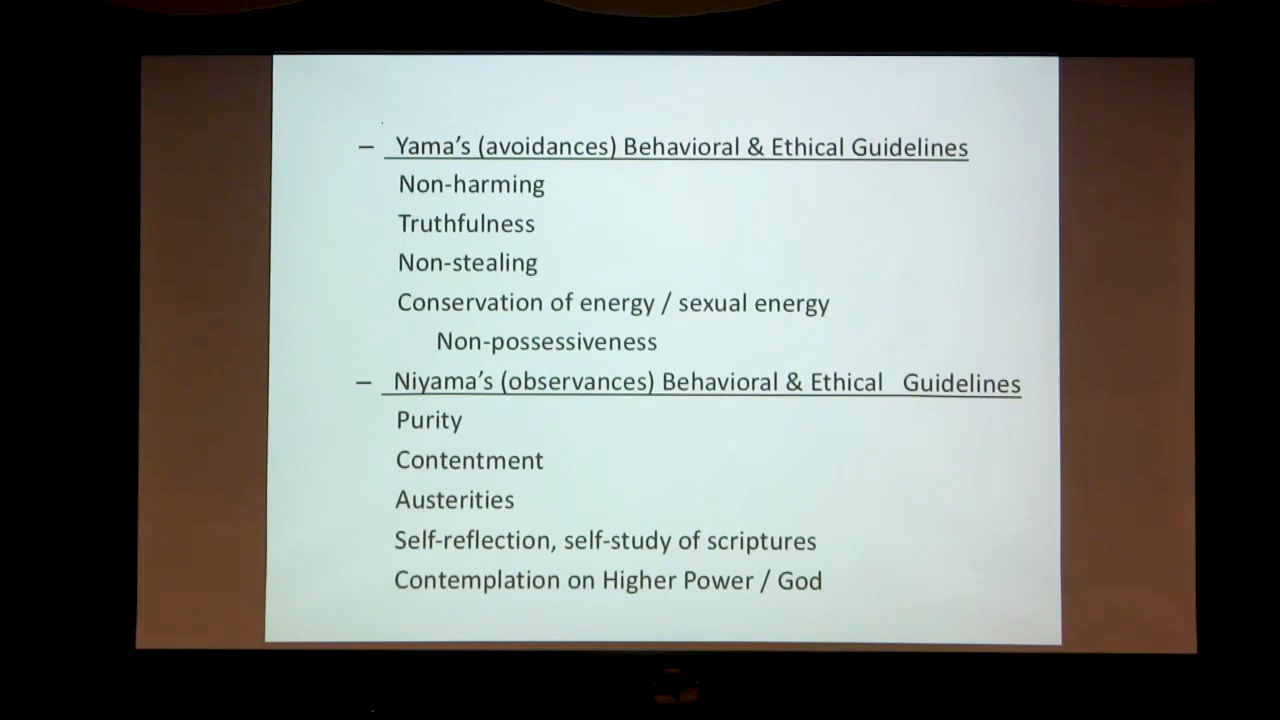 – Yama's (avoidances) Behavioral & Ethical Guidelines
Non-harming
Truthfulness
Non-stealing
Conservation of energy / sexual energy
Non-possessiveness
– Niyama's (observances) Behavioral & Ethical Guidelines
Purity
Contentment
Austerities
Self-reflection, self-study of scriptures
Contemplation on Higher Power / God